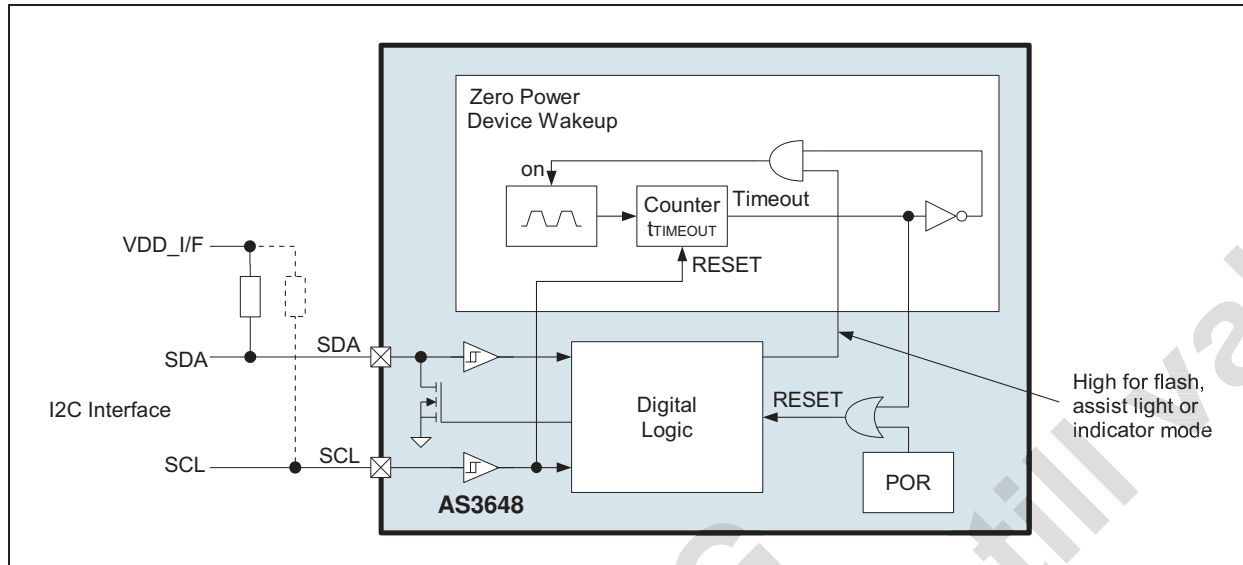 Zero Power
Device Wakeup
on
Counter
tTIMEOUT
Timeout
RESET
VDD_I/F
SDA
SDA
I2C Interface
SCL
SCL
Digital
Logic
RESET
POR
High for flash,
assist light or
indicator mode
AS3648